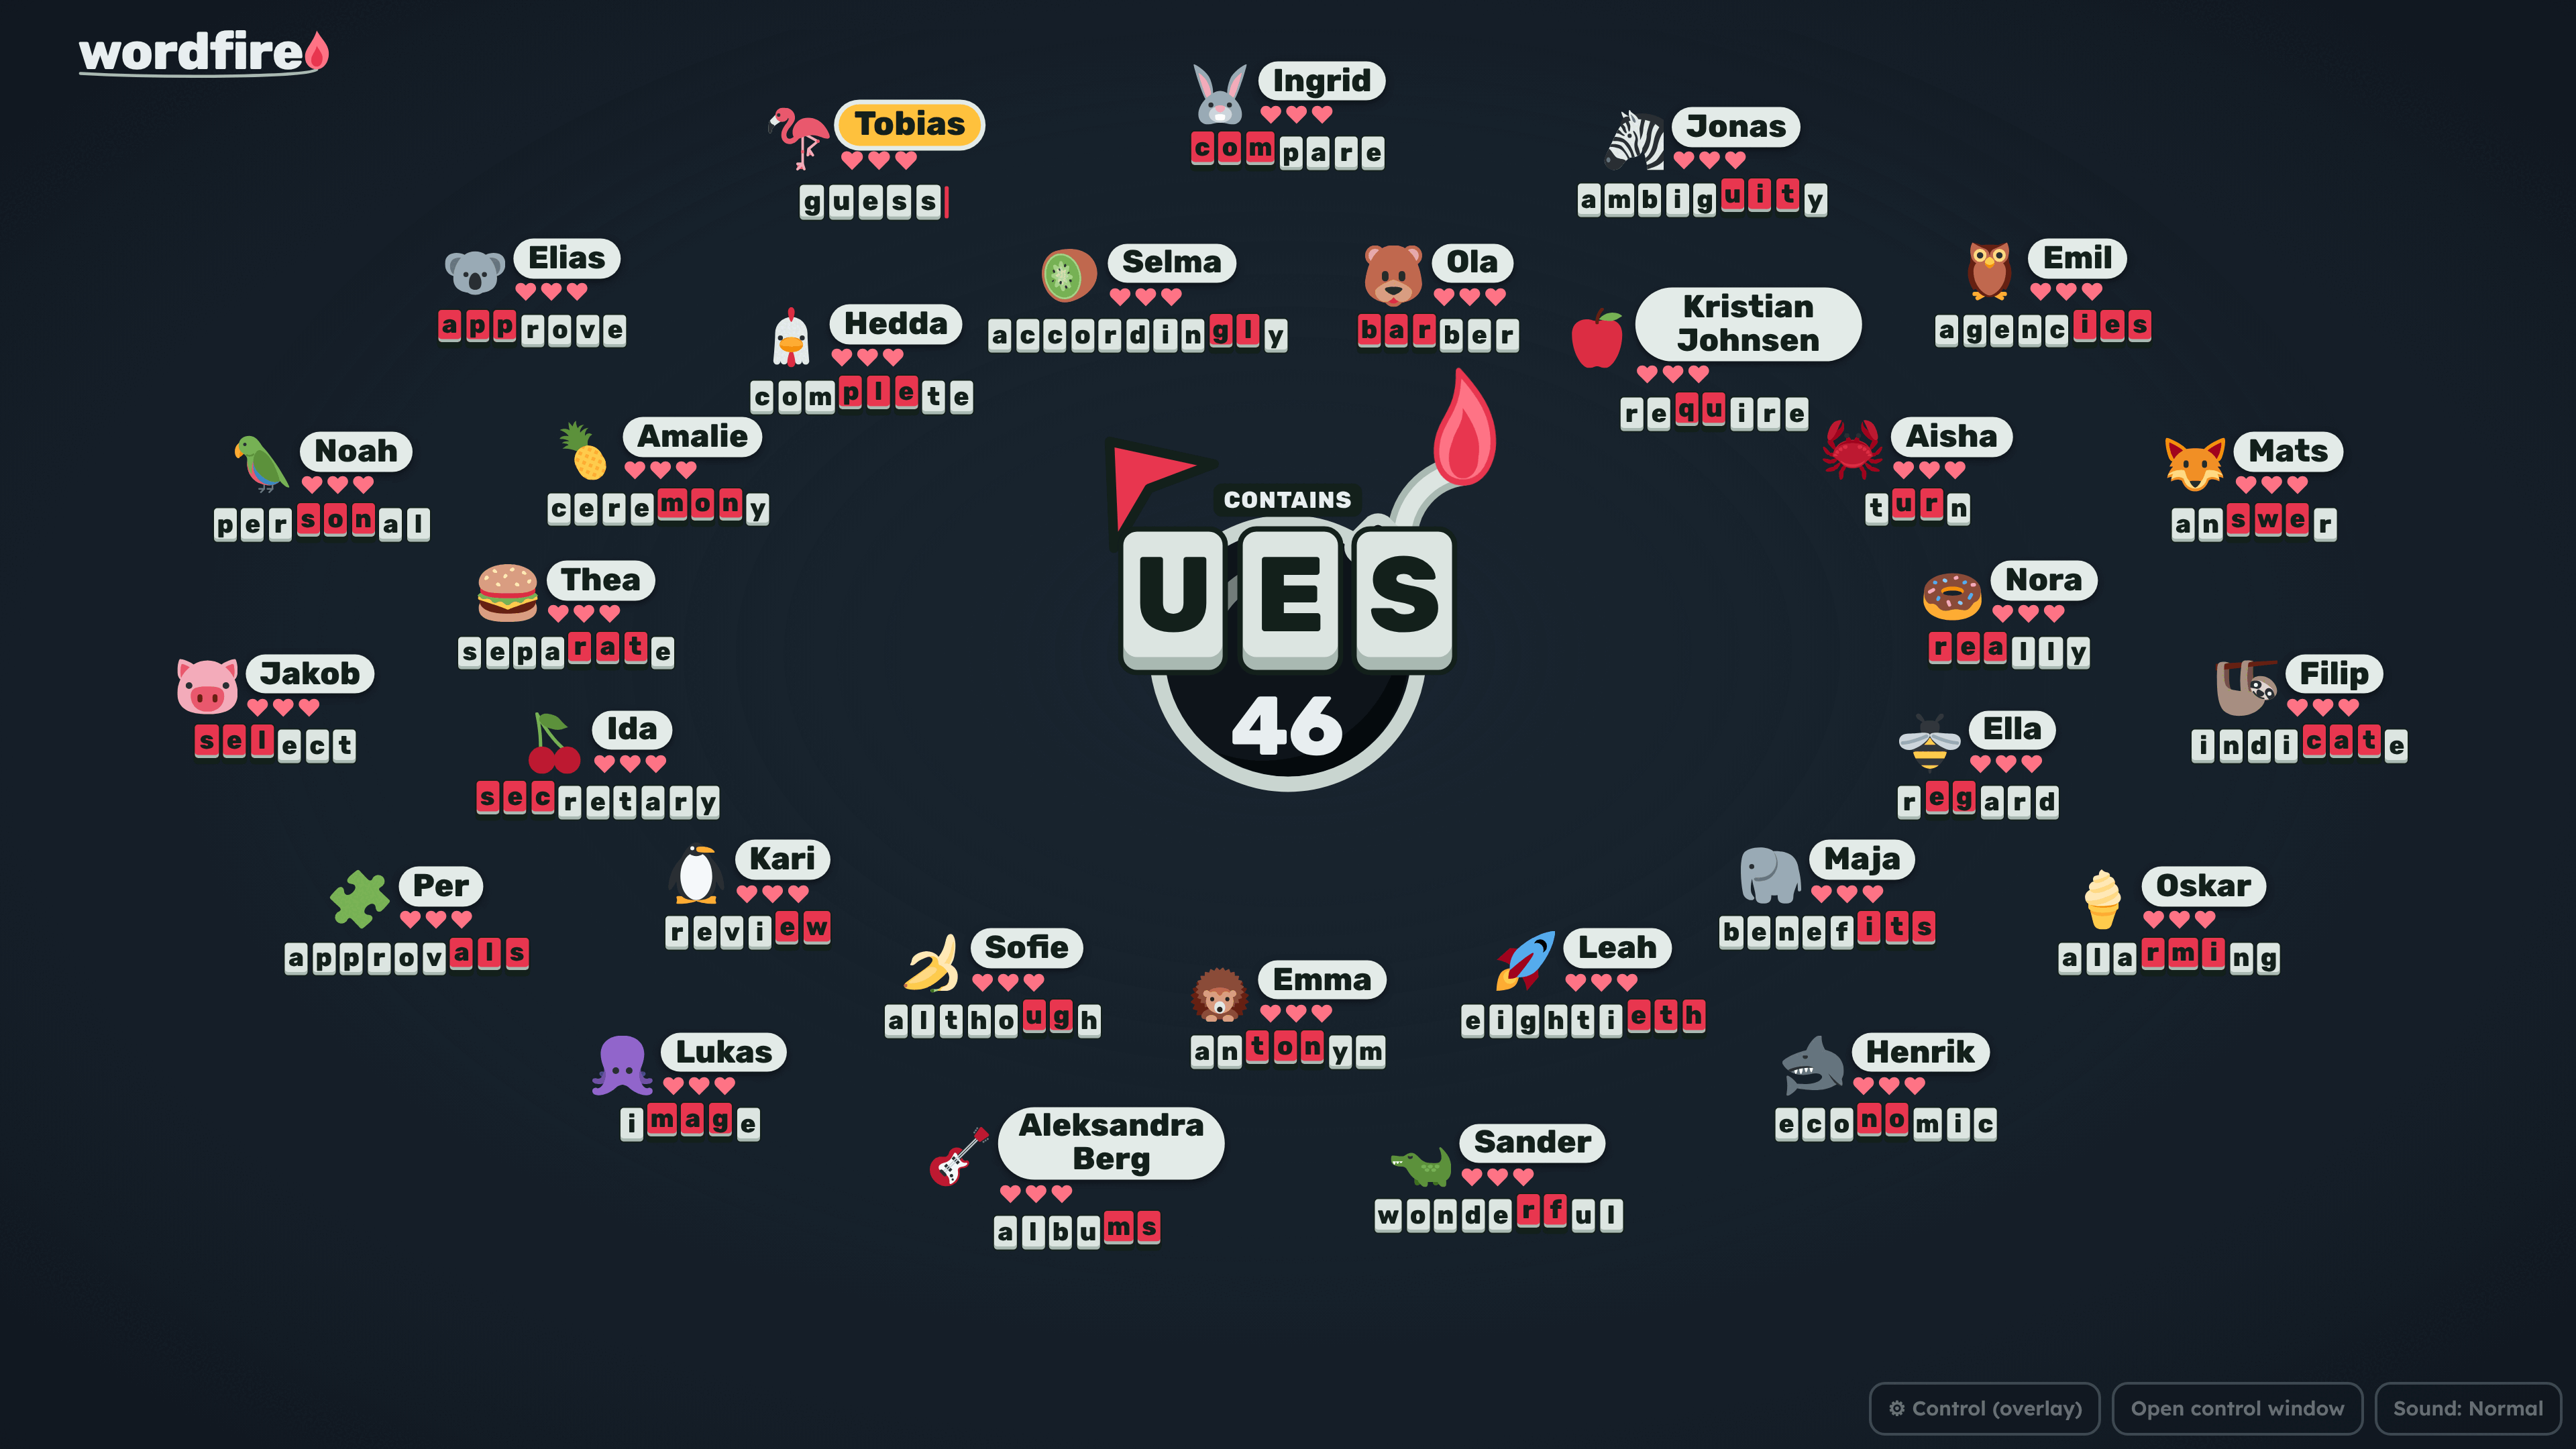 wordfire
Ingrid
compare
Tobias
guess
Jonas
ambiguity
Elias
approve
Selma
accordingly
Ola
barber
Emil
agencies
Hedda
complete
Kristian
Johnsen
require
Noah
personal
Amalie
ceremony
Aisha
turn
Mats
answer
CONTAINS
UES
46
Thea
separate
Nora
really
Jakob
select
Filip
indicate
Ida
secretary
Ella
regard
Kari
review
Maja
benefits
Per
approvals
Oskar
alarming
Sofie
although
Emma
antonym
Leah
eightieth
Lukas
image
Henrik
economic
Aleksandra
Berg
albums
Sander
wonderful
Control (overlay)
Open control window
Sound: Normal